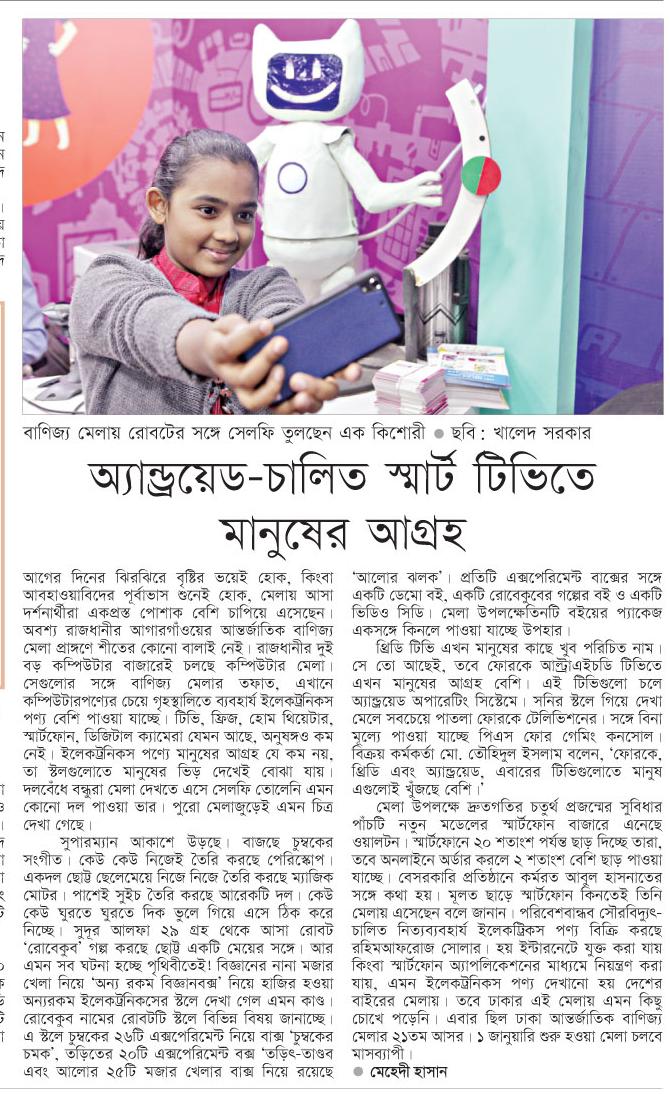 বাণিজ্য মেলায় রোবটের সঙ্গে সেলফি তুলছেন এক কিশোরী ● ছবি : খালেদ সরকার
অ্যান্ড্রয়েড-চালিত স্মার্ট টিভিতে
মানুষের আগ্রহ
আগের দিনের ঝিরঝিরে বৃষ্টির ভয়েই হোক, কিংবা
আবহাওয়াবিদের পূর্বাভাস শুনেই হোক, মেলায় আসা
দর্শনার্থীরা একপ্রস্ত পোশাক বেশি চাপিয়ে এসেছেন।
অবশ্য রাজধানীর আগারগাঁওয়ের আন্তর্জাতিক বাণিজ্য
মেলা প্রাঙ্গণে শীতের কোনো বালাই নেই। রাজধানীর দুই
বড় কম্পিউটার বাজারেই চলছে কম্পিউটার মেলা।
সেগুলোর সঙ্গে বাণিজ্য মেলার তফাত, এখানে
কম্পিউটারপণ্যের চেয়ে গৃহস্থালিতে ব্যবহার্য ইলেকট্রনিকস
পণ্য বেশি পাওয়া যাচ্ছে। টিভি, ফ্রিজ, হোম থিয়েটার,
স্মার্টফোন, ডিজিটাল ক্যামেরা যেমন আছে, অনুষঙ্গও কম
নেই। ইলেকট্রনিকস পণ্যে মানুষের আগ্রহ যে কম নয়,
তা স্টলগুলোতে মানুষের ভিড় দেখেই বোঝা যায়।
দলবেঁধে বন্ধুরা মেলা দেখতে এসে সেলফি তোলেনি এমন
কোনো দল পাওয়া ভার। পুরো মেলাজুড়েই এমন চিত্র
দেখা গেছে।
সুপারম্যান আকাশে উড়ছে। বাজছে চুম্বকের
সংগীত। কেউ কেউ নিজেই তৈরি করছে পেরিস্কোপ।
একদল ছোট্ট ছেলেমেয়ে নিজে নিজে তৈরি করছে ম্যাজিক
মোটর। পাশেই সুইচ তৈরি করছে আরেকটি দল। কেউ
কেউ ঘুরতে ঘুরতে দিক ভুলে গিয়ে এসে ঠিক করে
নিচ্ছে। সুদূর আলফা ২৯ গ্রহ থেকে আসা রোবট
‘রোবেকুব’ গল্প করছে ছোট্ট একটি মেয়ের সঙ্গে। আর
এমন সব ঘটনা হচ্ছে পৃথিবীতেই! বিজ্ঞানের নানা মজার
খেলা নিয়ে ‘অন্য রকম বিজ্ঞানবক্স’ নিয়ে হাজির হওয়া
অন্যরকম ইলেকট্রনিকসের স্টলে দেখা গেল এমন কাণ্ড।
রোবেকুব নামের রোবটটি স্টলে বিভিন্ন বিষয় জানাচ্ছে।
এ স্টলে চুম্বকের ২৬টি এক্সপেরিমেন্ট নিয়ে বাক্স ‘চুম্বকের
চমক’, তড়িতের ২০টি এক্সপেরিমেন্ট বক্স ‘তড়িৎ-তাণ্ডব
এবং আলোর ২৫টি মজার খেলার বাক্স নিয়ে রয়েছে
‘আলোর ঝলক’। প্রতিটি এক্সপেরিমেন্ট বাক্সের সঙ্গে
একটি ডেমো বই, একটি রোবেকুবের গল্পের বই ও একটি
ভিডিও সিডি। মেলা উপলক্ষেতিনটি বইয়ের প্যাকেজ
একসঙ্গে কিনলে পাওয়া যাচ্ছে উপহার।
থ্রিডি টিভি এখন মানুষের কাছে খুব পরিচিত নাম।
সে তো আছেই, তবে ফোরকে আল্ট্রাএইচডি টিভিতে
এখন মানুষের আগ্রহ বেশি। এই টিভিগুলো চলে
অ্যান্ড্রয়েড অপারেটিং সিস্টেমে। সনির স্টলে গিয়ে দেখা
মেলে সবচেয়ে পাতলা ফোরকে টেলিভিশনের। সঙ্গে বিনা
মূল্যে পাওয়া যাচ্ছে পিএস ফোর গেমিং কনসোল।
বিক্রয় কর্মকর্তা মো. তৌহিদুল ইসলাম বলেন, ‘ফোরকে,
থ্রিডি এবং অ্যান্ড্রয়েড, এবারের টিভিগুলোতে মানুষ
এগুলোই খুঁজছে বেশি।’
মেলা উপলক্ষে দ্রুতগতির চতুর্থ প্রজন্মের সুবিধার
পাঁচটি নতুন মডেলের স্মার্টফোন বাজারে এনেছে
ওয়ালটন। স্মার্টফোনে ২০ শতাংশ পর্যন্ত ছাড় দিচ্ছে তারা,
তবে অনলাইনে অর্ডার করলে ২ শতাংশ বেশি ছাড় পাওয়া
যাচ্ছে। বেসরকারি প্রতিষ্ঠানে কর্মরত আবুল হাসনাতের
সঙ্গে কথা হয়। মূলত ছাড়ে স্মার্টফোন কিনতেই তিনি
মেলায় এসেছেন বলে জানান। পরিবেশবান্ধব সৌরবিদ্যুৎ-
চালিত নিত্যব্যবহার্য ইলেকট্রিকস পণ্য বিক্রি করছে
রহিমআফরোজ সোলার। হয় ইন্টারনেটে যুক্ত করা যায়
কিংবা স্মার্টফোন অ্যাপলিকেশনের মাধ্যমে নিয়ন্ত্রণ করা
যায়, এমন ইলেকট্রনিকস পণ্য দেখানো হয় দেশের
বাইরের মেলায়। তবে ঢাকার এই মেলায় এমন কিছু
চোখে পড়েনি। এবার ছিল ঢাকা আন্তর্জাতিক বাণিজ্য
মেলার ২১তম আসর। ১ জানুয়ারি শুরু হওয়া মেলা চলবে
মাসব্যাপী।
● মেহেদী হাসান